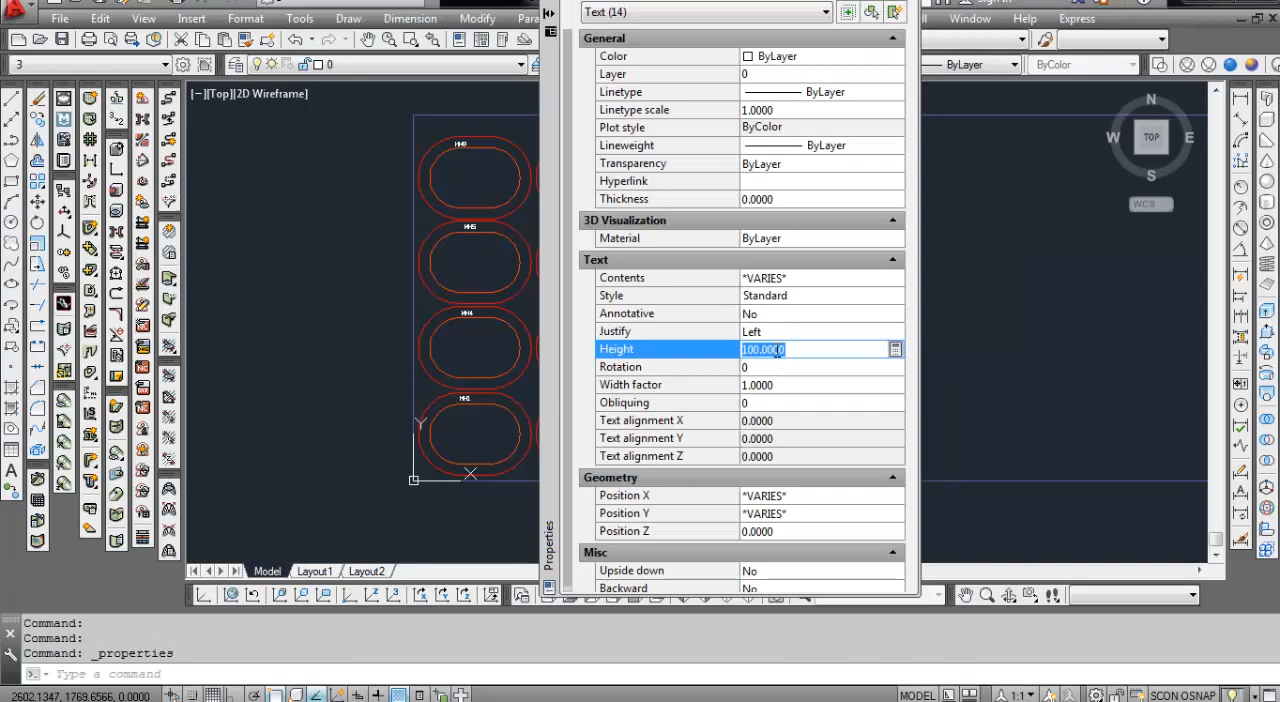 Text (14)
Edit View Insert Format Tools Draw Dimension Modify Window Help Express
3 0 ByLayer ByColor
[−][Top][2D Wireframe]
General
Color ByLayer
Layer 0
Linetype ByLayer
Linetype scale 1.0000
Plot style ByColor
Lineweight ByLayer
Transparency ByLayer
Hyperlink
Thickness 0.0000
3D Visualization
Material ByLayer
Text
Contents *VARIES*
Style Standard
Annotative No
Justify Left
Height 100.0000
Rotation 0
Width factor 1.0000
Obliquing 0
Text alignment X 0.0000
Text alignment Y 0.0000
Text alignment Z 0.0000
Geometry
Position X *VARIES*
Position Y *VARIES*
Position Z 0.0000
Misc
Upside down No
Backward No
Properties
N
W TOP E
S
WCS
MH5
MH4
MH1
Y
X
Model Layout1 Layout2
Command:
Command:
Command: _properties
Type a command
2602.1347, 1769.6566, 0.0000 MODEL 1:1 SCON OSNAP